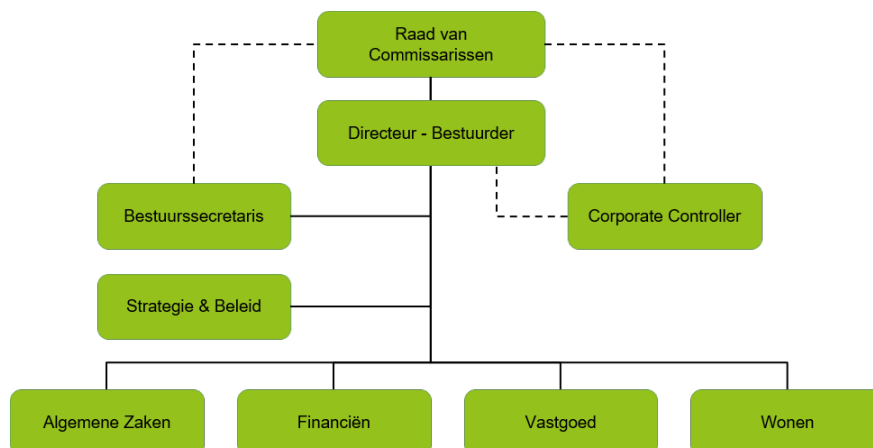 Raad van
Commissarissen
Directeur - Bestuurder
Bestuurssecretaris
Corporate Controller
Strategie & Beleid
Algemene Zaken
Financiën
Vastgoed
Wonen